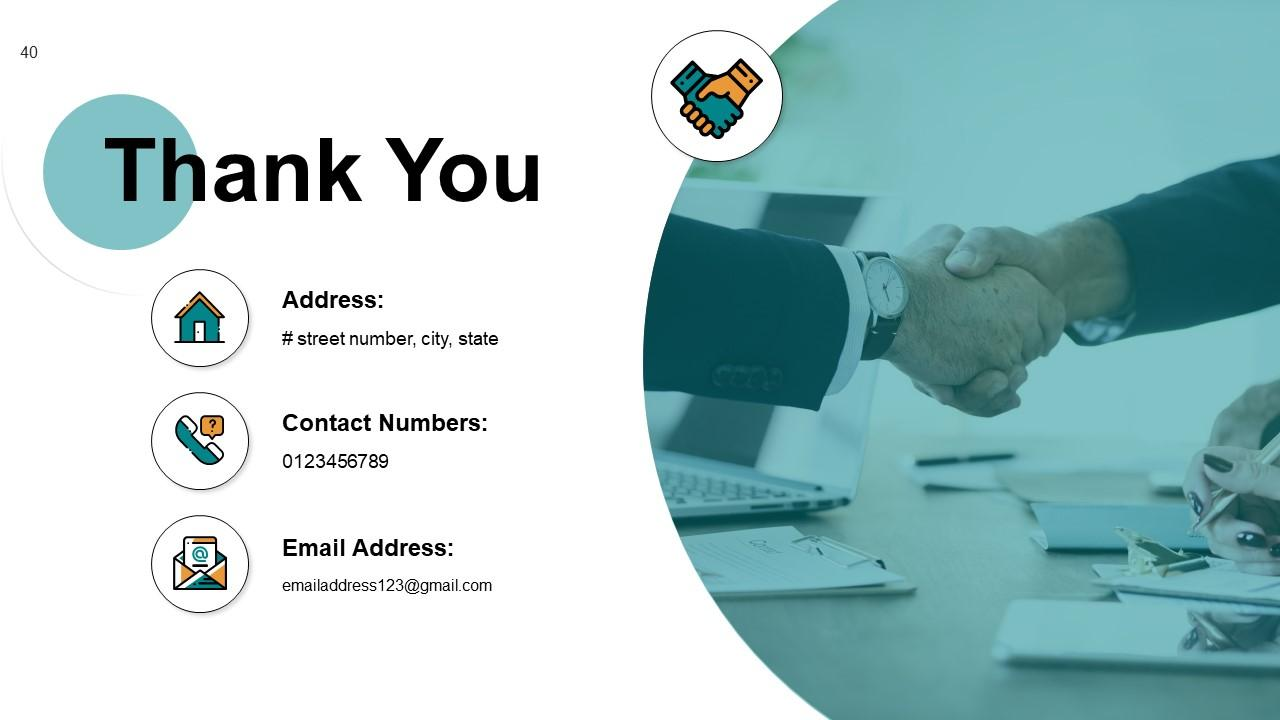 40
Thank You
Address:
# street number, city, state
Contact Numbers:
0123456789
Email Address:
emailaddress123@gmail.com